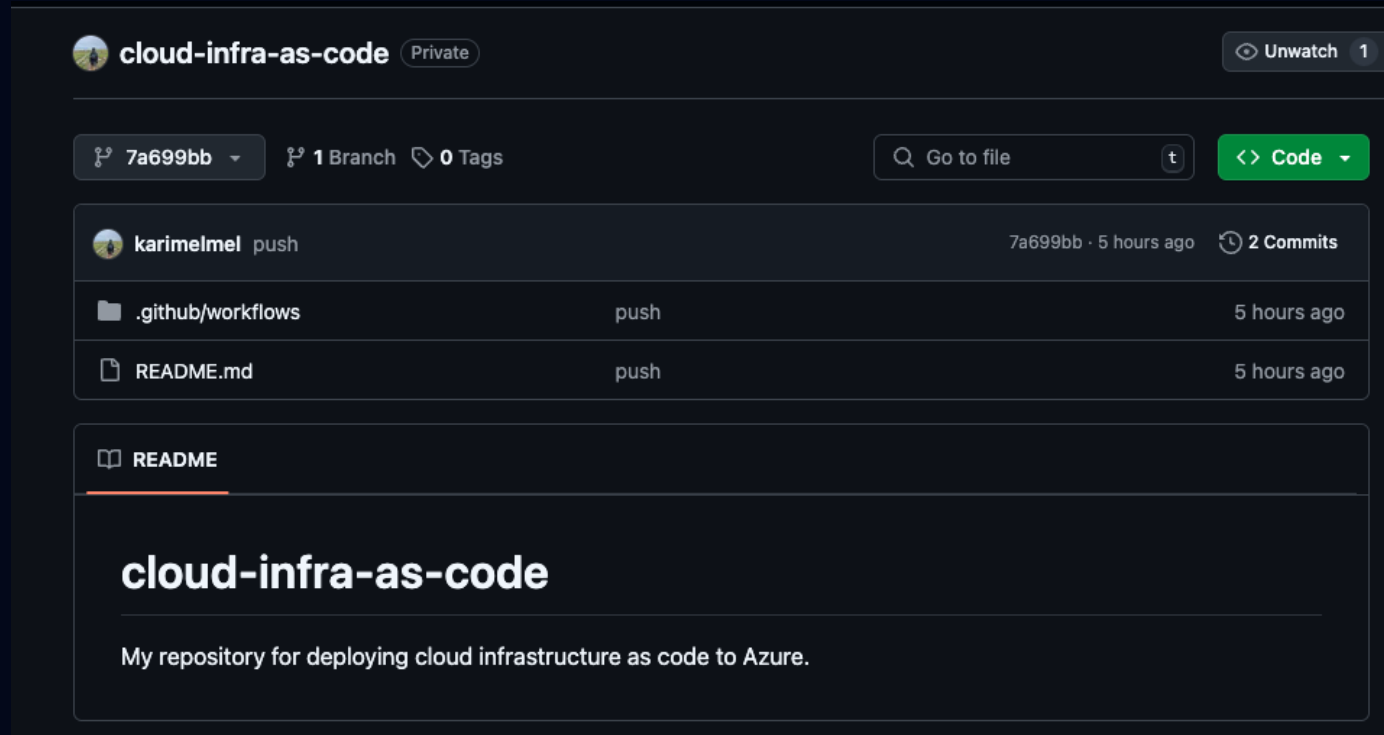 cloud-infra-as-code Private Unwatch 1
7a699bb 1 Branch 0 Tags Go to file t Code
karimelmel push 7a699bb · 5 hours ago 2 Commits
.github/workflows push 5 hours ago
README.md push 5 hours ago
README
cloud-infra-as-code
My repository for deploying cloud infrastructure as code to Azure.